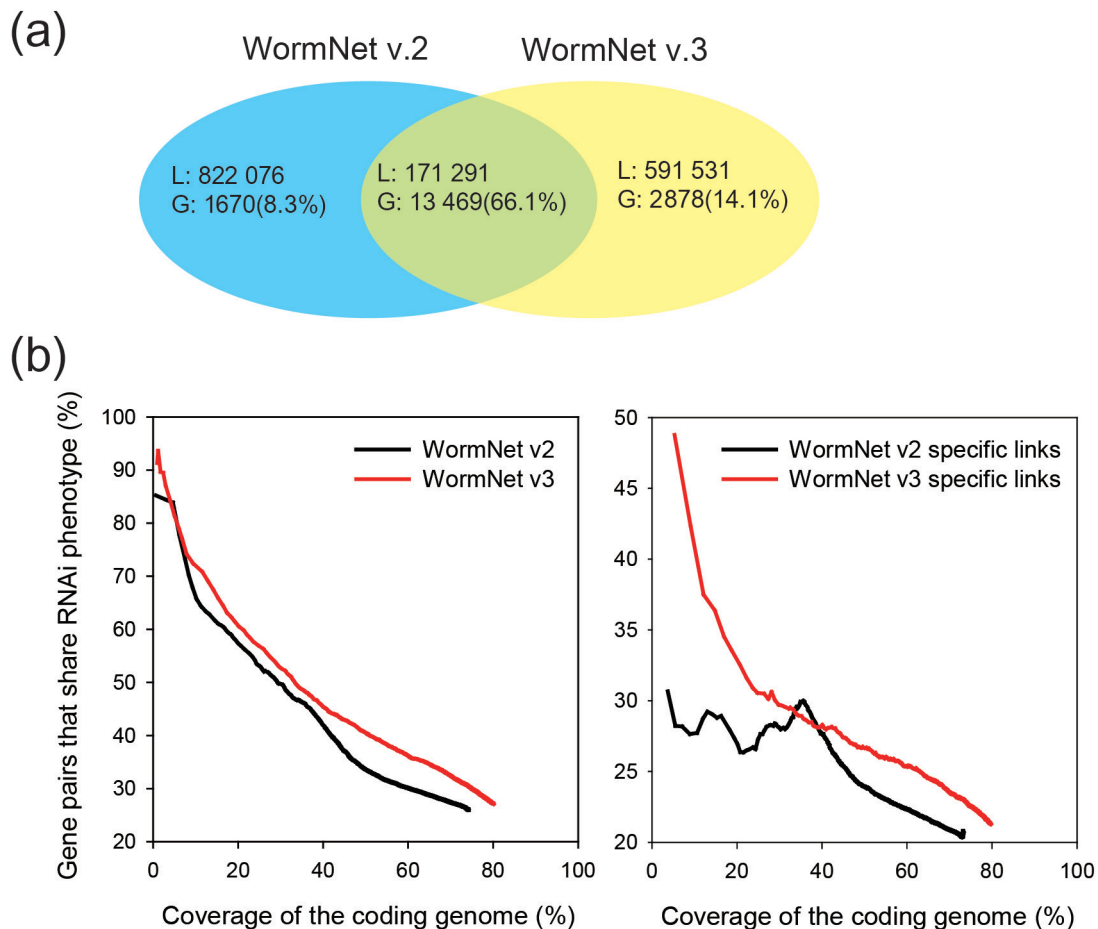 (a)
WormNet v.2
WormNet v.3
L: 822 076
G: 1670(8.3%)
L: 171 291
G: 13 469(66.1%)
L: 591 531
G: 2878(14.1%)
(b)
Gene pairs that share RNAi phenotype (%)
100
90
80
70
60
50
40
30
20
0
20
40
60
80
100
WormNet v2
WormNet v3
Coverage of the coding genome (%)
50
45
40
35
30
25
20
0
20
40
60
80
100
WormNet v2 specific links
WormNet v3 specific links
Coverage of the coding genome (%)